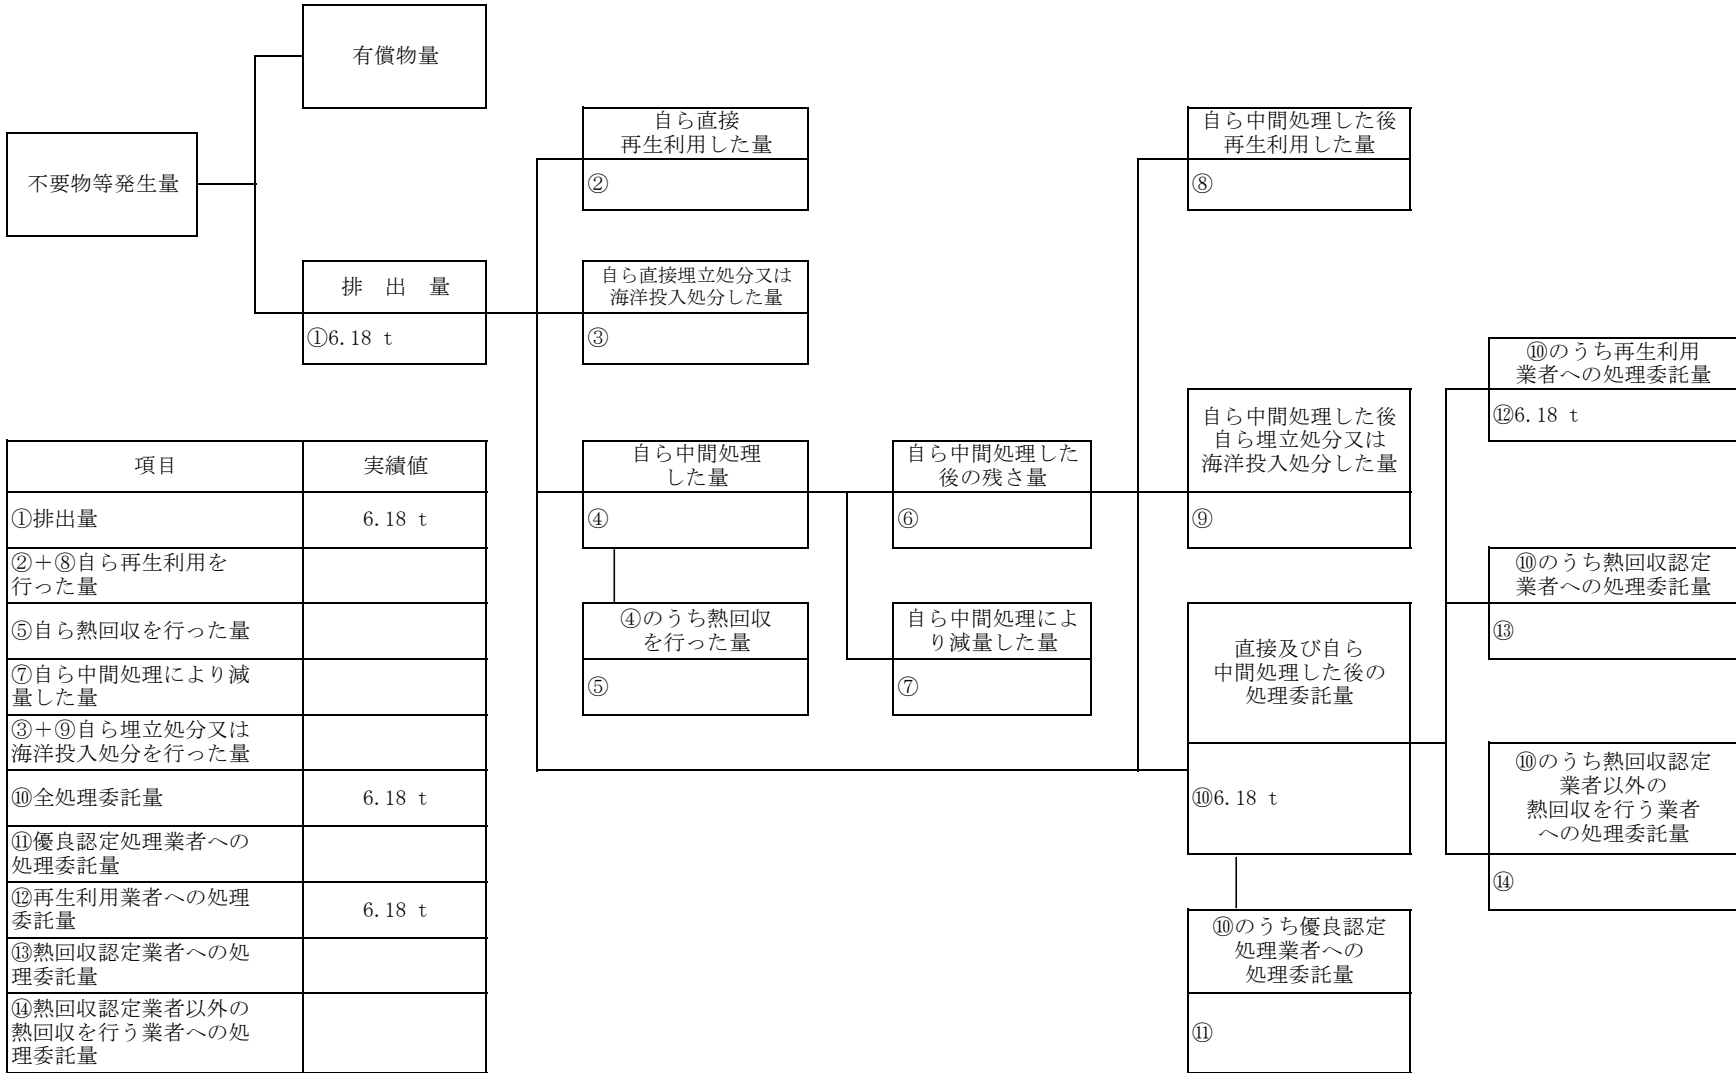 有償物量
不要物等発生量
排　出　量
①6.18 t
自ら直接
再生利用した量
②
自ら直接埋立処分又は
海洋投入処分した量
③
自ら中間処理
した量
④
④のうち熱回収
を行った量
⑤
自ら中間処理した
後の残さ量
⑥
自ら中間処理によ
り減量した量
⑦
自ら中間処理した後
再生利用した量
⑧
自ら中間処理した後
自ら埋立処分又は
海洋投入処分した量
⑨
直接及び自ら
中間処理した後の
処理委託量
⑩6.18 t
⑩のうち優良認定
処理業者への
処理委託量
⑪
⑩のうち再生利用
業者への処理委託量
⑫6.18 t
⑩のうち熱回収認定
業者への処理委託量
⑬
⑩のうち熱回収認定
業者以外の
熱回収を行う業者
への処理委託量
⑭
項目 実績値
①排出量 6.18 t
②＋⑧自ら再生利用を
行った量
⑤自ら熱回収を行った量
⑦自ら中間処理により減
量した量
③＋⑨自ら埋立処分又は
海洋投入処分を行った量
⑩全処理委託量 6.18 t
⑪優良認定処理業者への
処理委託量
⑫再生利用業者への処理
委託量 6.18 t
⑬熱回収認定業者への処
理委託量
⑭熱回収認定業者以外の
熱回収を行う業者への処
理委託量